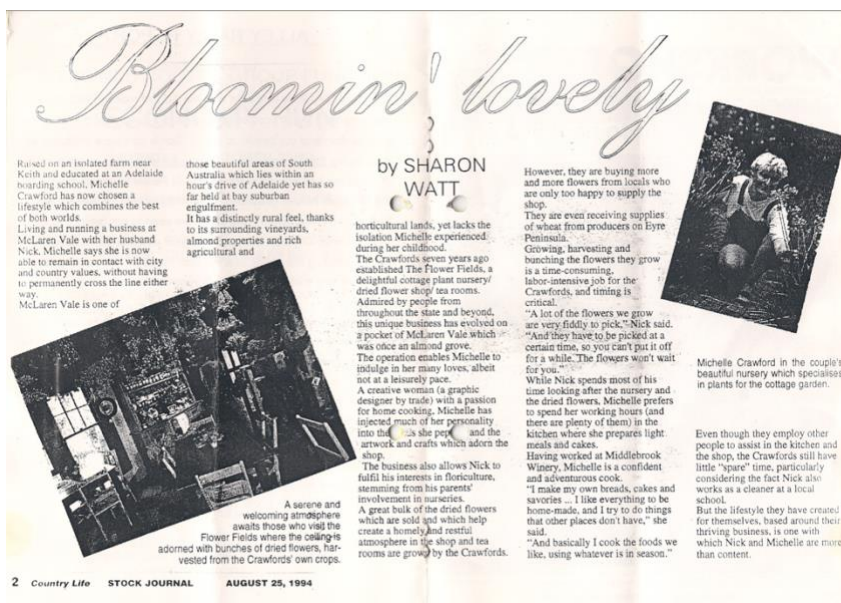 Bloomin' lovely
Raised on an isolated farm near
Keith and educated at an Adelaide
boarding school, Michelle
Crawford has now chosen a
lifestyle which combines the best
of both worlds.
Living and running a business at
McLaren Vale with her husband
Nick, Michelle says she is now
able to remain in contact with city
and country values, without having
to permanently cross the line either
way.
McLaren Vale is one of
those beautiful areas of South
Australia which lies within an
hour's drive of Adelaide yet has so
far held at bay suburban
engulfment.
It has a distinctly rural feel, thanks
to its surrounding vineyards,
almond properties and rich
agricultural and
by SHARON
WATT
horticultural lands, yet lacks the
isolation Michelle experienced
during her childhood.
The Crawfords seven years ago
established The Flower Fields, a
delightful cottage plant nursery/
dried flower shop/ tea rooms.
Admired by people from
throughout the state and beyond,
this unique business has evolved on
a pocket of McLaren Vale which
was once an almond grove.
The operation enables Michelle to
indulge in her many loves, albeit
not at a leisurely pace.
A creative woman (a graphic
designer by trade) with a passion
for home cooking, Michelle has
injected much of her personality
into the she and the
artwork and crafts which adorn the
shop.
The business also allows Nick to
fulfil his interests in floriculture,
stemming from his parents'
involvement in nurseries.
A great bulk of the dried flowers
which are sold and which help
create a homely and restful
atmosphere in the shop and tea
rooms are grown by the Crawfords.
However, they are buying more
and more flowers from locals who
are only too happy to supply the
shop.
They are even receiving supplies
of wheat from producers on Eyre
Peninsula.
Growing, harvesting and
bunching the flowers they grow
is a time-consuming,
labor-intensive job for the
Crawfords, and timing is
critical.
"A lot of the flowers we grow
are very fiddly to pick," Nick said.
"And they have to be picked at a
certain time, so you can't put it off
for a while. The flowers won't wait
for you."
While Nick spends most of his
time looking after the nursery and
the dried flowers, Michelle prefers
to spend her working hours (and
there are plenty of them) in the
kitchen where she prepares light
meals and cakes.
Having worked at Middlebrook
Winery, Michelle is a confident
and adventurous cook.
"I make my own breads, cakes and
savories ... I like everything to be
home-made, and I try to do things
that other places don't have," she
said.
"And basically I cook the foods we
like, using whatever is in season."
Michelle Crawford in the couple's
beautiful nursery which specialises
in plants for the cottage garden.
Even though they employ other
people to assist in the kitchen and
the shop, the Crawfords still have
little "spare" time, particularly
considering the fact Nick also
works as a cleaner at a local
school.
But the lifestyle they have created
for themselves, based around their
thriving business, is one with
which Nick and Michelle are more
than content.
A serene and
welcoming atmosphere
awaits those who visit the
Flower Fields where the ceiling is
adorned with bunches of dried flowers, har-
vested from the Crawfords' own crops.
2 Country Life STOCK JOURNAL AUGUST 25, 1994